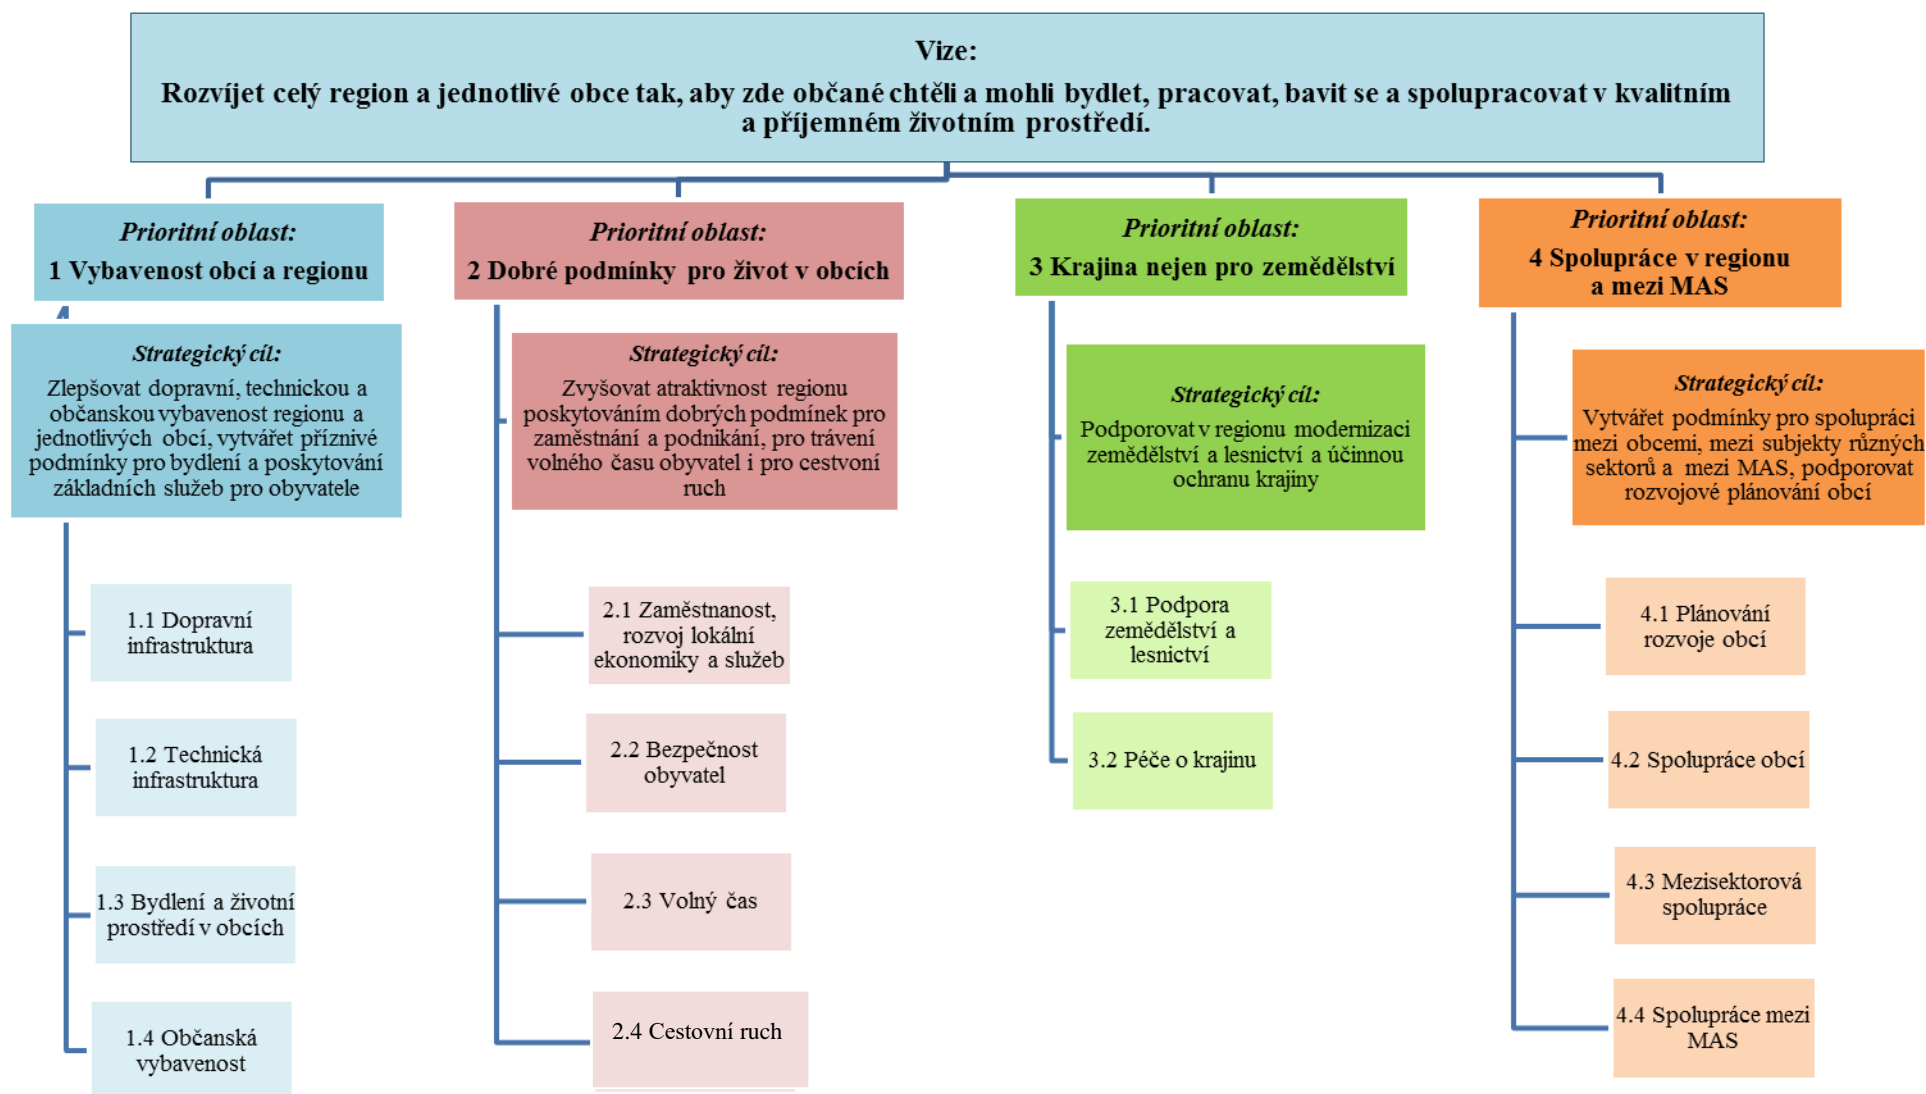 Vize:
Rozvíjet celý region a jednotlivé obce tak, aby zde občané chtěli a mohli bydlet, pracovat, bavit se a spolupracovat v kvalitním
a příjemném životním prostředí.
Prioritní oblast:
1 Vybavenost obcí a regionu
Strategický cíl:
Zlepšovat dopravní, technickou a
občanskou vybavenost regionu a
jednotlivých obcí, vytvářet příznivé
podmínky pro bydlení a poskytování
základních služeb pro obyvatele
1.1 Dopravní
infrastruktura
1.2 Technická
infrastruktura
1.3 Bydlení a životní
prostředí v obcích
1.4 Občanská
vybavenost
Prioritní oblast:
2 Dobré podmínky pro život v obcích
Strategický cíl:
Zvyšovat atraktivnost regionu
poskytováním dobrých podmínek pro
zaměstnání a podnikání, pro trávení
volného času obyvatel i pro cestvoní
ruch
2.1 Zaměstnanost,
rozvoj lokální
ekonomiky a služeb
2.2 Bezpečnost
obyvatel
2.3 Volný čas
2.4 Cestovní ruch
Prioritní oblast:
3 Krajina nejen pro zemědělství
Strategický cíl:
Podporovat v regionu modernizaci
zemědělství a lesnictví a účinnou
ochranu krajiny
3.1 Podpora
zemědělství a
lesnictví
3.2 Péče o krajinu
Prioritní oblast:
4 Spolupráce v regionu
a mezi MAS
Strategický cíl:
Vytvářet podmínky pro spolupráci
mezi obcemi, mezi subjekty různých
sektorů a mezi MAS, podporovat
rozvojové plánování obcí
4.1 Plánování
rozvoje obcí
4.2 Spolupráce obcí
4.3 Mezisektorová
spolupráce
4.4 Spolupráce mezi
MAS